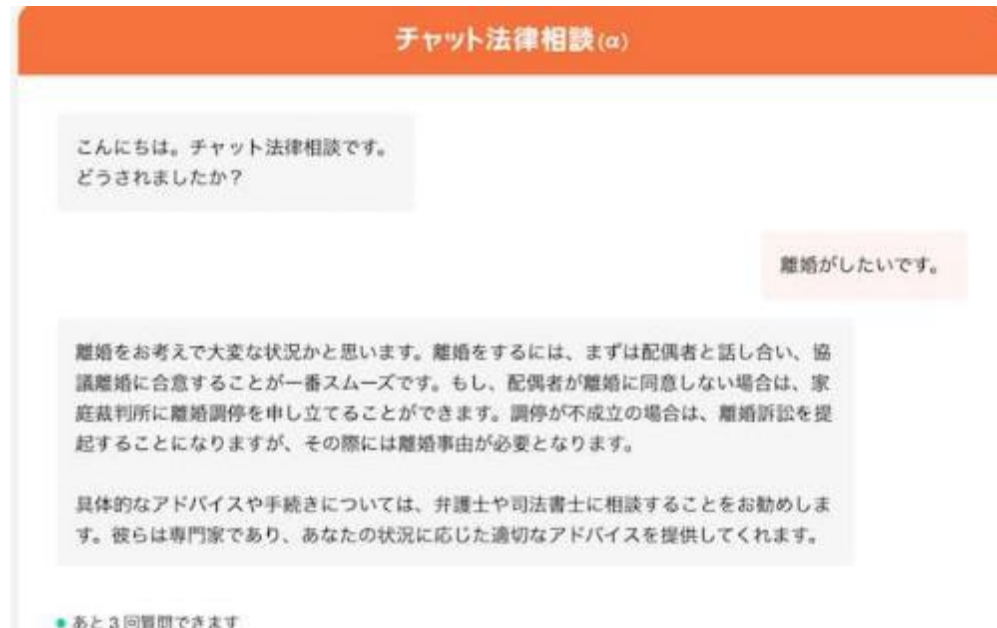 チャット法律相談(α)
こんにちは。チャット法律相談です。
どうされましたか？
離婚がしたいです。
離婚をお考えで大変な状況かと思います。離婚をするには、まずは配偶者と話し合い、協
議離婚に合意することが一番スムーズです。もし、配偶者が離婚に同意しない場合は、家
庭裁判所に離婚調停を申し立てることができます。調停が不成立の場合は、離婚訴訟を提
起することになりますが、その際には離婚事由が必要となります。
具体的なアドバイスや手続きについては、弁護士や司法書士に相談することをお勧めしま
す。彼らは専門家であり、あなたの状況に応じた適切なアドバイスを提供してくれます。
あと3回質問できます